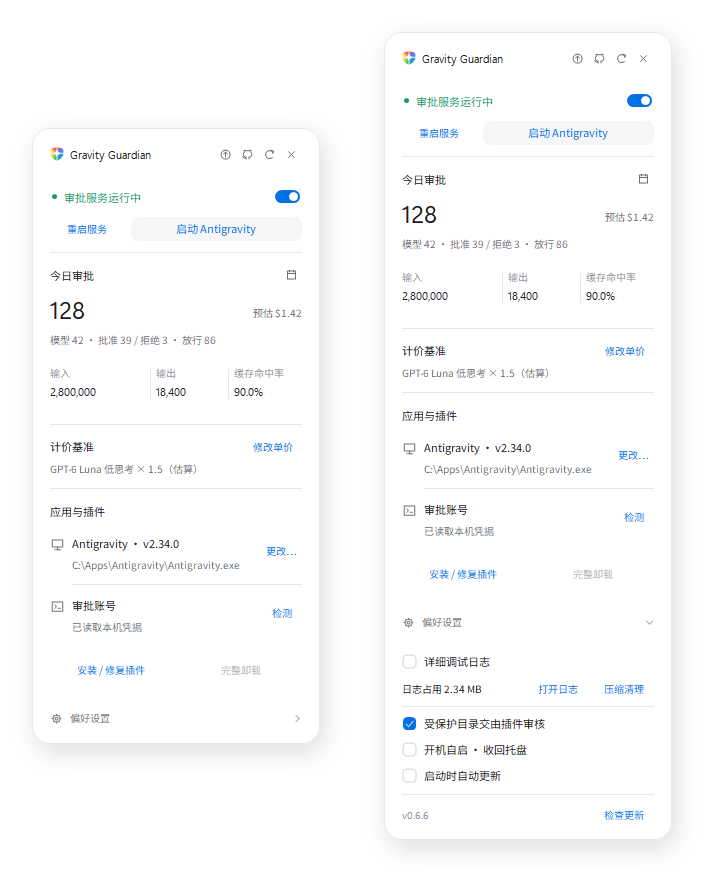 Gravity Guardian
审批服务运行中
重启服务 启动 Antigravity
今日审批
128 预估 $1.42
模型 42 · 批准 39 / 拒绝 3 · 放行 86
输入 输出 缓存命中率
2,800,000 18,400 90.0%
计价基准 修改单价
GPT-6 Luna 低思考 × 1.5（估算）
应用与插件
Antigravity · v2.34.0
更改...
C:\Apps\Antigravity\Antigravity.exe
审批账号
检测
已读取本机凭据
安装 / 修复插件 完整卸载
偏好设置
Gravity Guardian
审批服务运行中
重启服务 启动 Antigravity
今日审批
128 预估 $1.42
模型 42 · 批准 39 / 拒绝 3 · 放行 86
输入 输出 缓存命中率
2,800,000 18,400 90.0%
计价基准 修改单价
GPT-6 Luna 低思考 × 1.5（估算）
应用与插件
Antigravity · v2.34.0
更改...
C:\Apps\Antigravity\Antigravity.exe
审批账号
检测
已读取本机凭据
安装 / 修复插件 完整卸载
偏好设置
详细调试日志
日志占用 2.34 MB 打开日志 压缩清理
受保护目录交由插件审核
开机自启 · 收回托盘
启动时自动更新
v0.6.6 检查更新